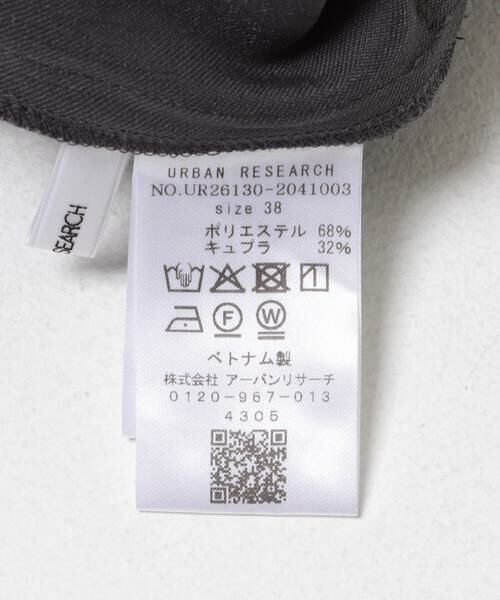 URBAN RESEARCH
NO.UR26130-2041003
size 38
ポリエステル 68%
キュプラ 32%
F W
ベトナム製
株式会社 アーバンリサーチ
0120-967-013
4305
SEARCH